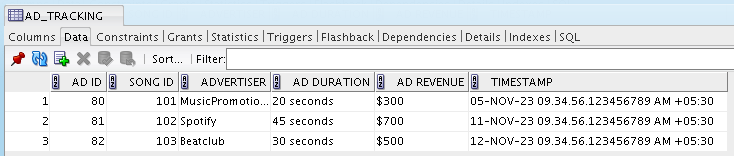 AD_TRACKING
Columns Data Constraints Grants Statistics Triggers Flashback Dependencies Details Indexes SQL
Sort... Filter:
AD ID SONG ID ADVERTISER AD DURATION AD REVENUE TIMESTAMP
1 80 101 MusicPromotio... 20 seconds $300 05-NOV-23 09.34.56.123456789 AM +05:30
2 81 102 Spotify 45 seconds $700 11-NOV-23 09.34.56.123456789 AM +05:30
3 82 103 Beatclub 30 seconds $500 12-NOV-23 09.34.56.123456789 AM +05:30